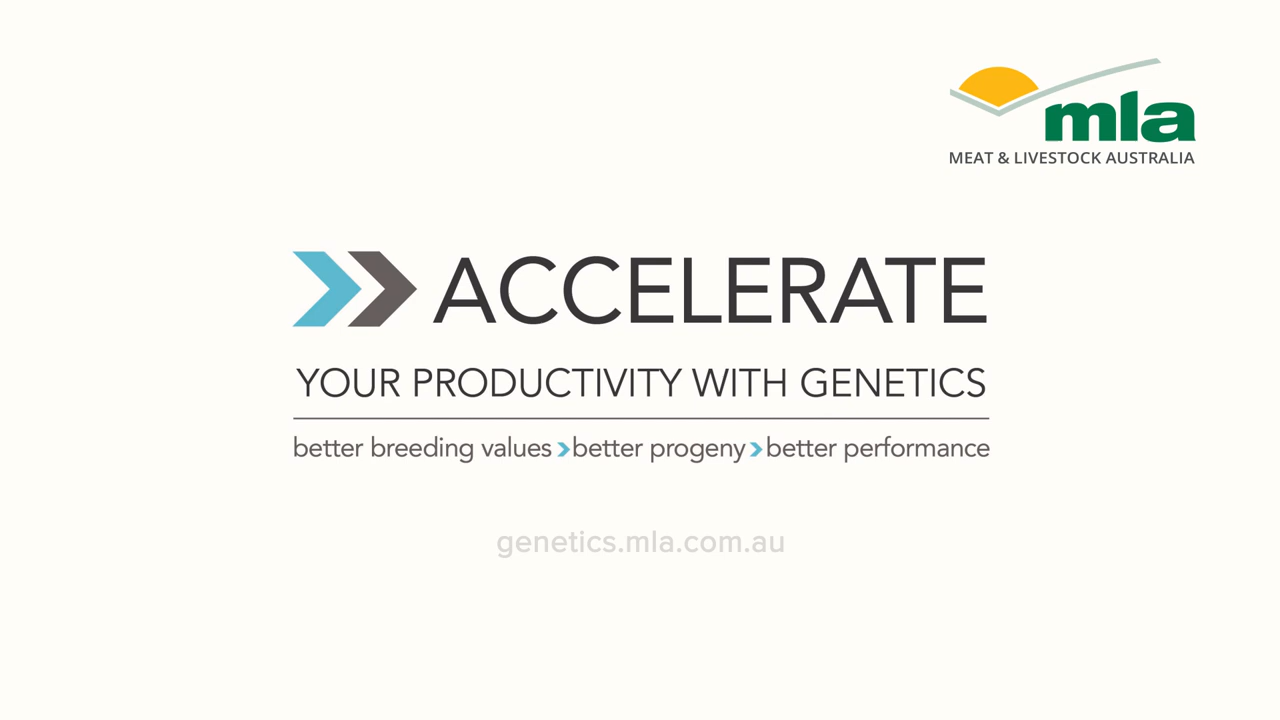 mla
MEAT & LIVESTOCK AUSTRALIA
ACCELERATE
YOUR PRODUCTIVITY WITH GENETICS
better breeding values > better progeny > better performance
genetics.mla.com.au